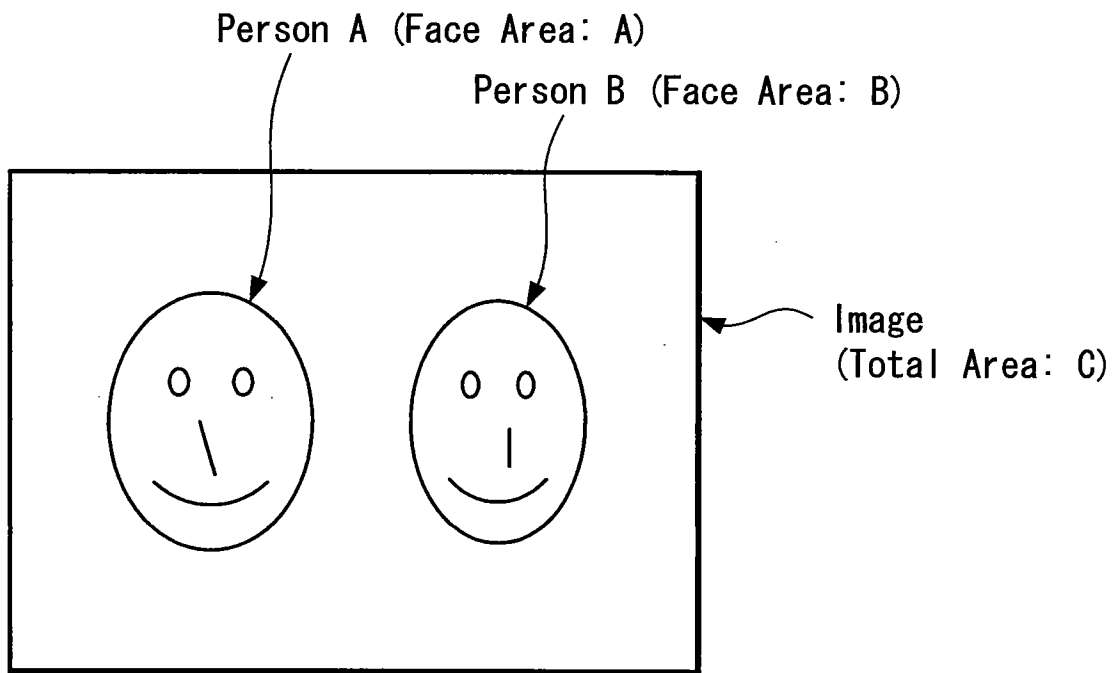 Person A (Face Area: A)
Person B (Face Area: B)
Image
(Total Area: C)